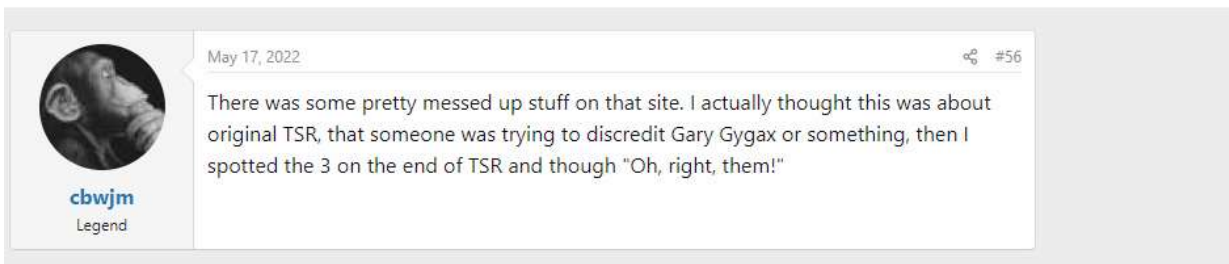 May 17, 2022
#56
There was some pretty messed up stuff on that site. I actually thought this was about
original TSR, that someone was trying to discredit Gary Gygax or something, then I
spotted the 3 on the end of TSR and though "Oh, right, them!"
cbwjm
Legend